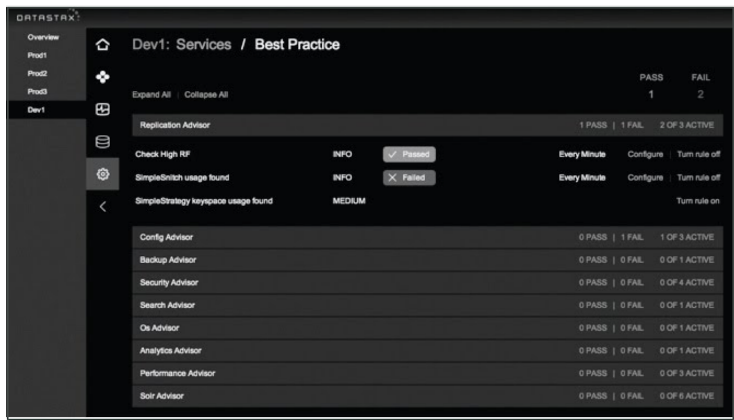 DATASTAX
Overview
Prod1
Prod2
Prod3
Dev1
Dev1: Services / Best Practice
PASS FAIL
1 2
Expand All | Collapse All
Replication Advisor 1 PASS | 1 FAIL 2 OF 3 ACTIVE
Check High RF INFO Passed Every Minute Configure | Turn rule off
SimpleSnitch usage found INFO Failed Every Minute Configure | Turn rule off
SimpleStrategy keyspace usage found MEDIUM Turn rule on
Config Advisor 0 PASS | 1 FAIL 1 OF 3 ACTIVE
Backup Advisor 0 PASS | 0 FAIL 0 OF 1 ACTIVE
Security Advisor 0 PASS | 0 FAIL 0 OF 4 ACTIVE
Search Advisor 0 PASS | 0 FAIL 0 OF 1 ACTIVE
Os Advisor 0 PASS | 0 FAIL 0 OF 1 ACTIVE
Analytics Advisor 0 PASS | 0 FAIL 0 OF 1 ACTIVE
Performance Advisor 0 PASS | 0 FAIL 0 OF 3 ACTIVE
Solr Advisor 0 PASS | 0 FAIL 0 OF 6 ACTIVE